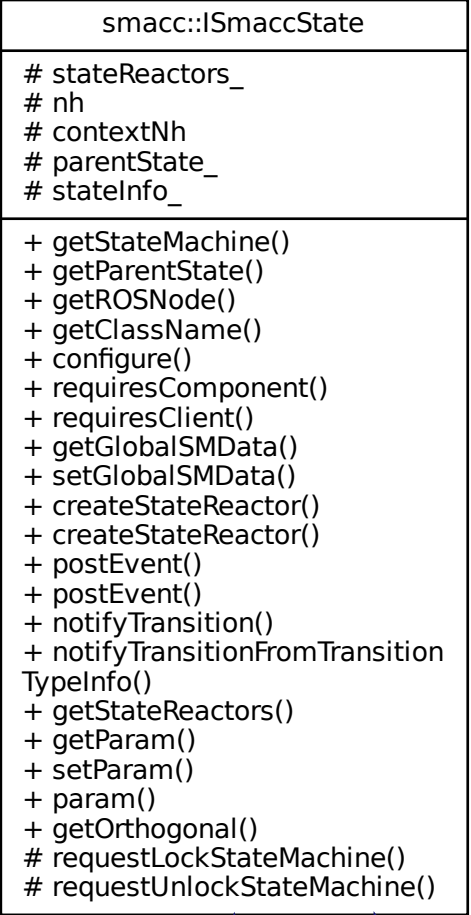 smacc::ISmaccState
# stateReactors_
# nh
# contextNh
# parentState_
# stateInfo_
+ getStateMachine()
+ getParentState()
+ getROSNode()
+ getClassName()
+ configure()
+ requiresComponent()
+ requiresClient()
+ getGlobalSMData()
+ setGlobalSMData()
+ createStateReactor()
+ createStateReactor()
+ postEvent()
+ postEvent()
+ notifyTransition()
+ notifyTransitionFromTransition
TypeInfo()
+ getStateReactors()
+ getParam()
+ setParam()
+ param()
+ getOrthogonal()
# requestLockStateMachine()
# requestUnlockStateMachine()